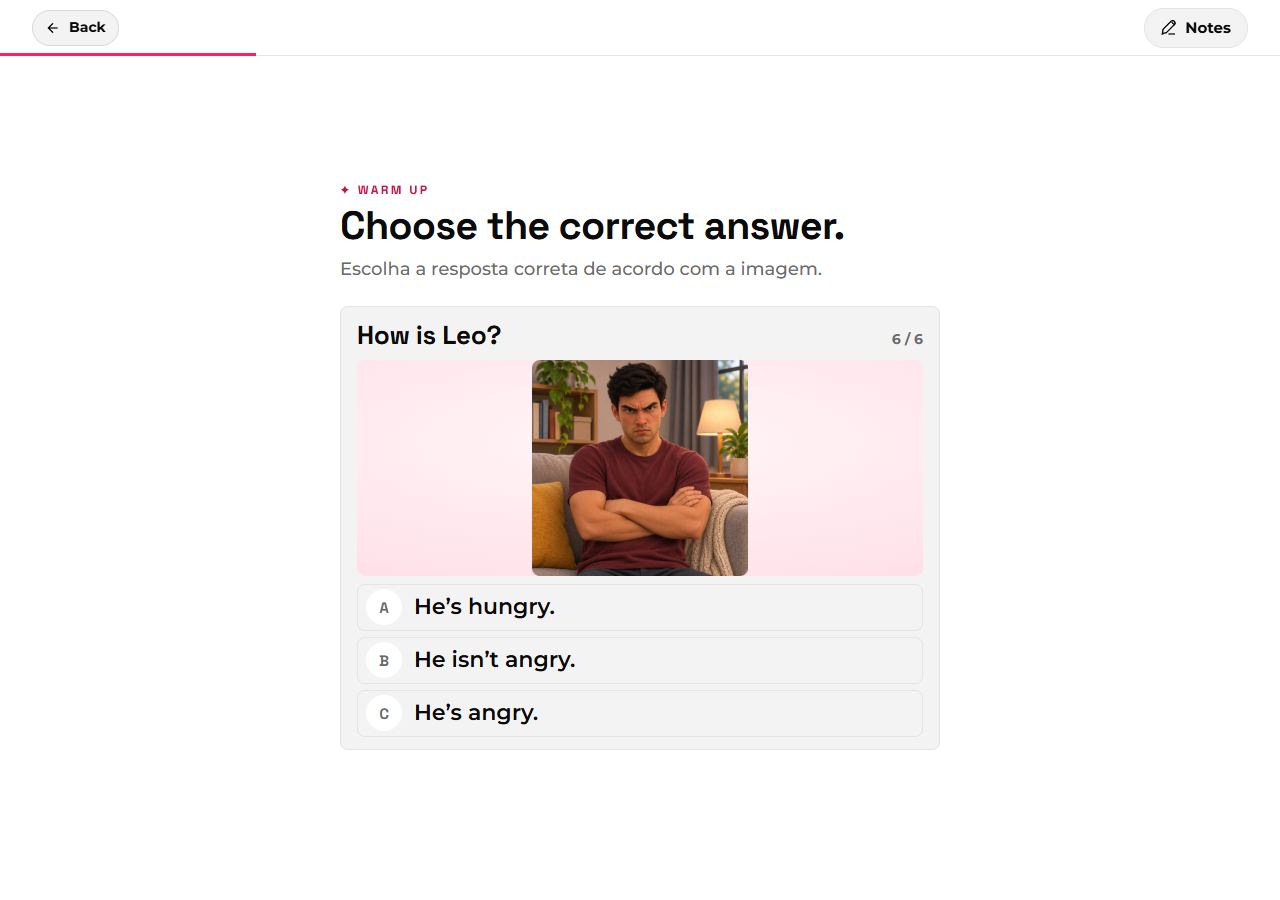 Back
Notes
WARM UP
Choose the correct answer.
Escolha a resposta correta de acordo com a imagem.
How is Leo?
6 / 6
A He’s hungry.
B He isn’t angry.
C He’s angry.